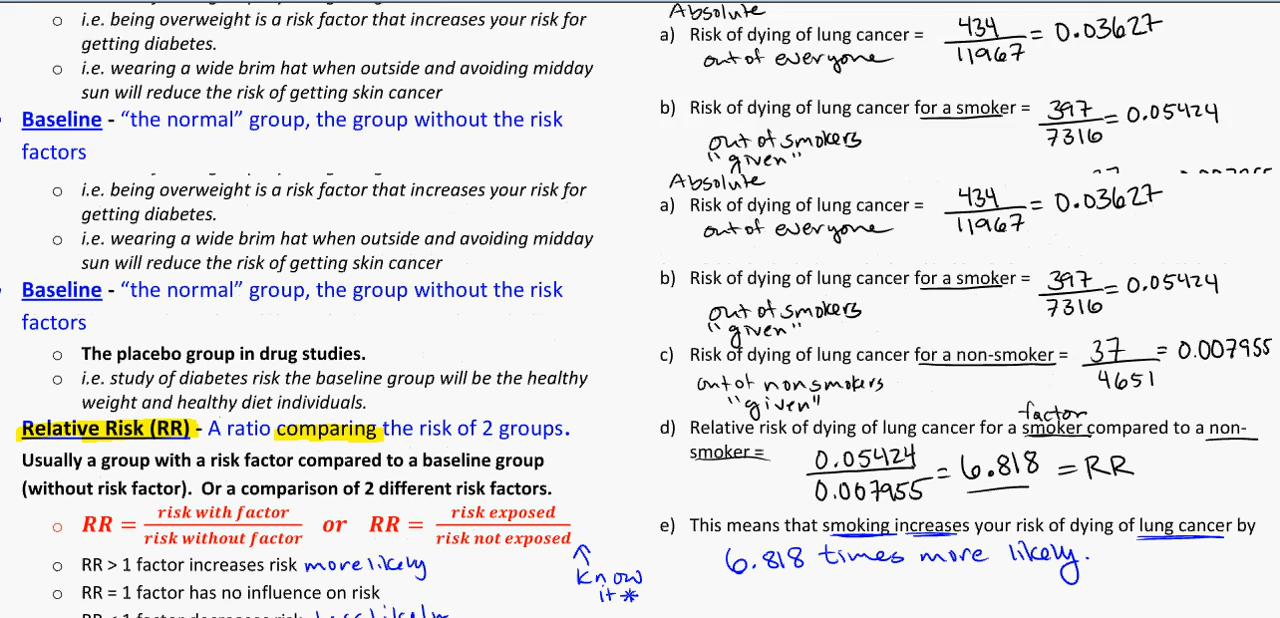 i.e. being overweight is a risk factor that increases your risk for
getting diabetes.
i.e. wearing a wide brim hat when outside and avoiding midday
sun will reduce the risk of getting skin cancer
Baseline - "the normal" group, the group without the risk
factors
i.e. being overweight is a risk factor that increases your risk for
getting diabetes.
i.e. wearing a wide brim hat when outside and avoiding midday
sun will reduce the risk of getting skin cancer
Baseline - "the normal" group, the group without the risk
factors
The placebo group in drug studies.
i.e. study of diabetes risk the baseline group will be the healthy
weight and healthy diet individuals.
Relative Risk (RR) - A ratio comparing the risk of 2 groups.
Usually a group with a risk factor compared to a baseline group
(without risk factor). Or a comparison of 2 different risk factors.
RR = risk with factor / risk without factor or RR = risk exposed / risk not exposed
RR > 1 factor increases risk more likely
know
it *
RR = 1 factor has no influence on risk
Absolute
a) Risk of dying of lung cancer = 434 / 11967 = 0.03627
out of everyone
b) Risk of dying of lung cancer for a smoker = 397 / 7316 = 0.05424
out of smokers
"given"
Absolute
a) Risk of dying of lung cancer = 434 / 11967 = 0.03627
out of everyone
b) Risk of dying of lung cancer for a smoker = 397 / 7316 = 0.05424
out of smokers
"given"
c) Risk of dying of lung cancer for a non-smoker = 37 / 4651 = 0.007955
out of nonsmokers
"given"
factor
d) Relative risk of dying of lung cancer for a smoker compared to a non-
smoker = 0.05424 / 0.007955 = 6.818 = RR
e) This means that smoking increases your risk of dying of lung cancer by
6.818 times more likely.